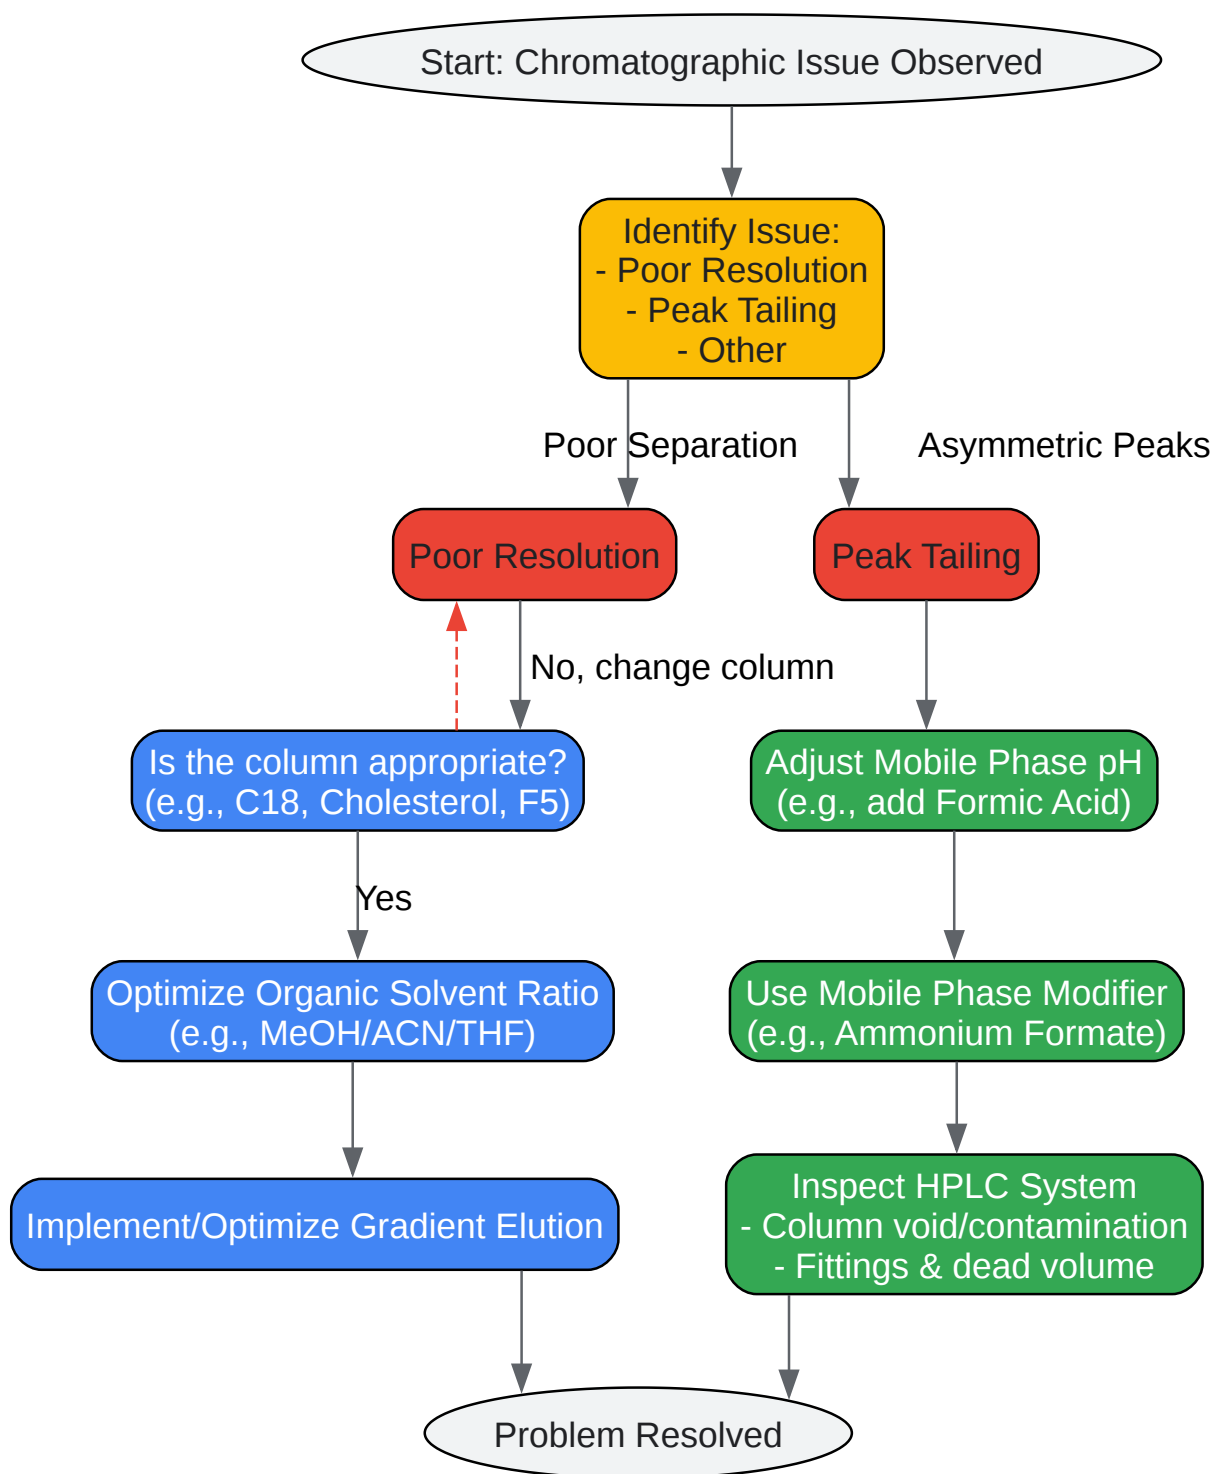 Start: Chromatographic Issue Observed
Identify Issue:
- Poor Resolution
- Peak Tailing
- Other
Poor Separation
Asymmetric Peaks
Poor Resolution
Peak Tailing
No, change column
Is the column appropriate?
(e.g., C18, Cholesterol, F5)
Adjust Mobile Phase pH
(e.g., add Formic Acid)
Yes
Optimize Organic Solvent Ratio
(e.g., MeOH/ACN/THF)
Use Mobile Phase Modifier
(e.g., Ammonium Formate)
Implement/Optimize Gradient Elution
Inspect HPLC System
- Column void/contamination
- Fittings & dead volume
Problem Resolved